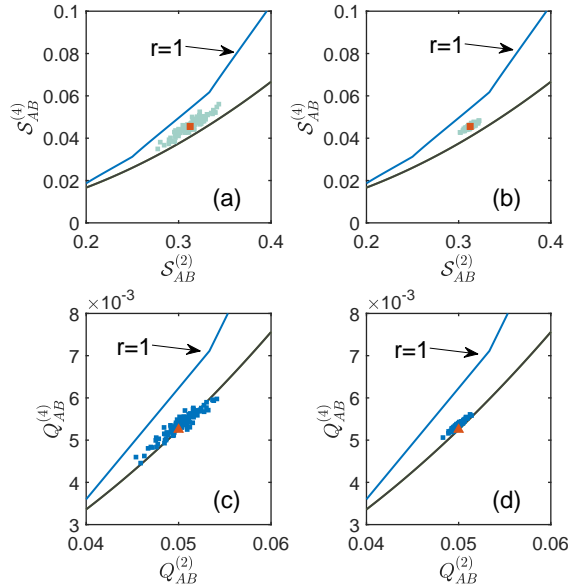 0.1
0.08
0.06
0.04
0.02
0
0.2
0.3
0.4
r=1
(a)
S_{AB}^{(4)}
S_{AB}^{(2)}
0.1
0.08
0.06
0.04
0.02
0
0.2
0.3
0.4
r=1
(b)
S_{AB}^{(4)}
S_{AB}^{(2)}
×10^{-3}
8
7
6
5
4
3
0.04
0.05
0.06
r=1
(c)
Q_{AB}^{(4)}
Q_{AB}^{(2)}
×10^{-3}
8
7
6
5
4
3
0.04
0.05
0.06
r=1
(d)
Q_{AB}^{(4)}
Q_{AB}^{(2)}